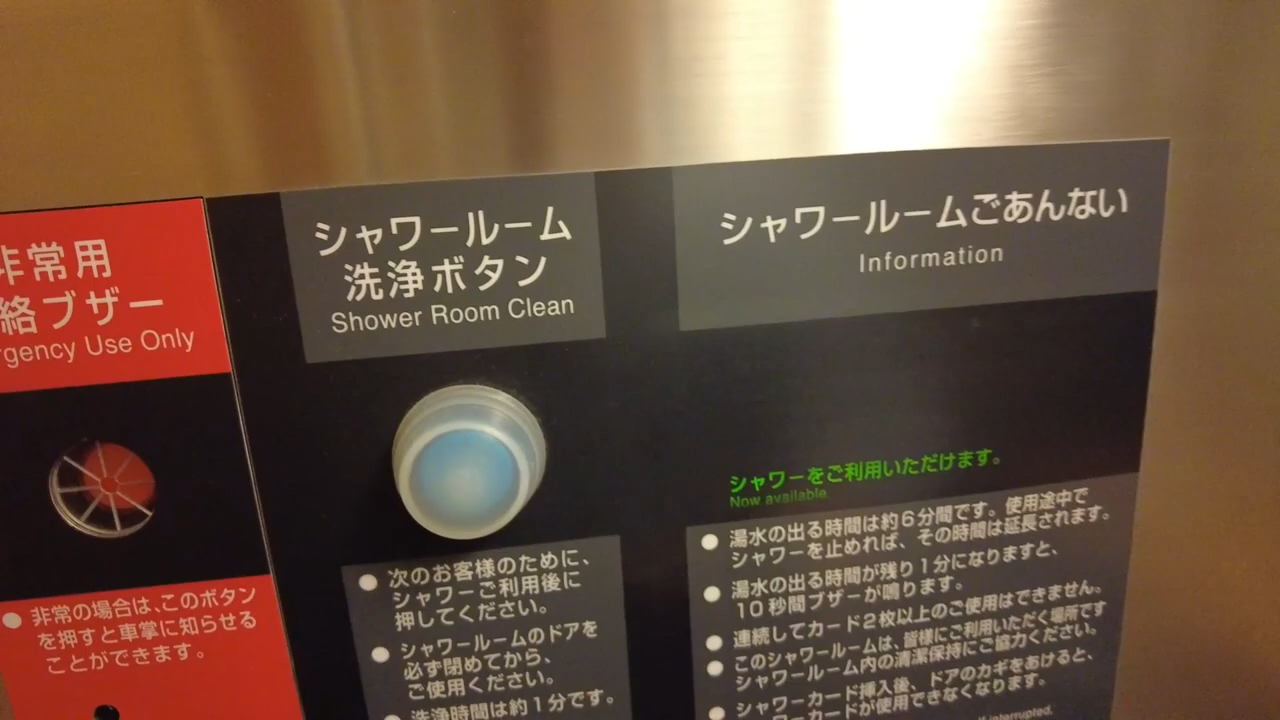 非常用
絡ブザー
Use Only
● 非常の場合は、このボタン
を押すと車掌に知らせる
ことができます。
シャワールーム
洗浄ボタン
Shower Room Clean
● 次のお客様のために、
シャワーご利用後に
押してください。
● シャワールームのドアを
必ず閉めてから、
ご使用ください。
● 洗浄時間は約1分です。
シャワールームごあんない
Information
シャワーをご利用いただけます。
Now available.
● 湯水の出る時間は約6分間です。使用途中で
シャワーを止めれば、その時間は延長されます。
● 湯水の出る時間が残り1分になりますと、
10秒間ブザーが鳴ります。
● 連続してカード2枚以上のご使用はできません。
● このシャワールームは、皆様にご利用いただく場所です
シャワールーム内の清潔保持にご協力ください。
● シャワーカード挿入後、ドアのカギをあけると、
ワーカードが使用できなくなります。
If interrupted.